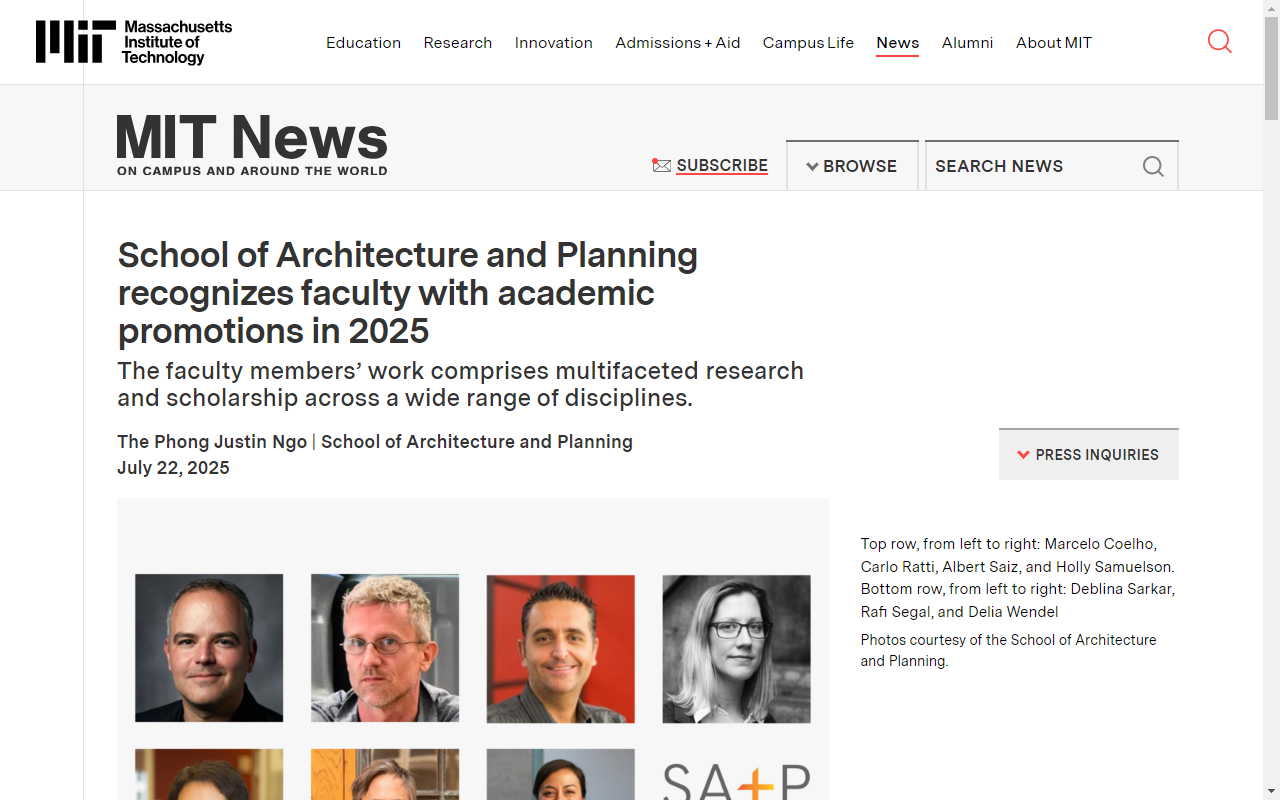 Massachusetts
Institute of
Technology
Education Research Innovation Admissions + Aid Campus Life News Alumni About MIT
MIT News
ON CAMPUS AND AROUND THE WORLD
SUBSCRIBE
BROWSE
SEARCH NEWS
School of Architecture and Planning
recognizes faculty with academic
promotions in 2025
The faculty members’ work comprises multifaceted research
and scholarship across a wide range of disciplines.
The Phong Justin Ngo | School of Architecture and Planning
July 22, 2025
PRESS INQUIRIES
Top row, from left to right: Marcelo Coelho,
Carlo Ratti, Albert Saiz, and Holly Samuelson.
Bottom row, from left to right: Deblina Sarkar,
Rafi Segal, and Delia Wendel
Photos courtesy of the School of Architecture
and Planning.
SA+P